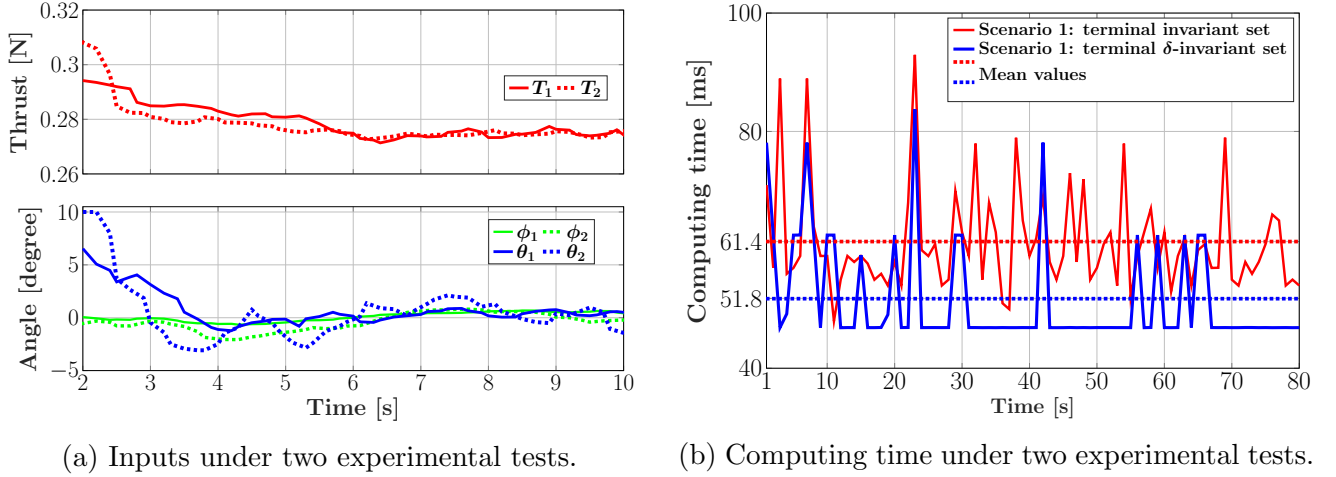 0.32
0.3
0.28
0.26
Thrust [N]
T1 T2
10
5
0
−5
Angle [degree]
ϕ1 ϕ2
θ1 θ2
2 3 4 5 6 7 8 9 10
Time [s]
(a) Inputs under two experimental tests.
100
80
61.4
51.8
40
Computing time [ms]
Scenario 1: terminal invariant set
Scenario 1: terminal δ-invariant set
Mean values
1 10 20 30 40 50 60 70 80
Time [s]
(b) Computing time under two experimental tests.